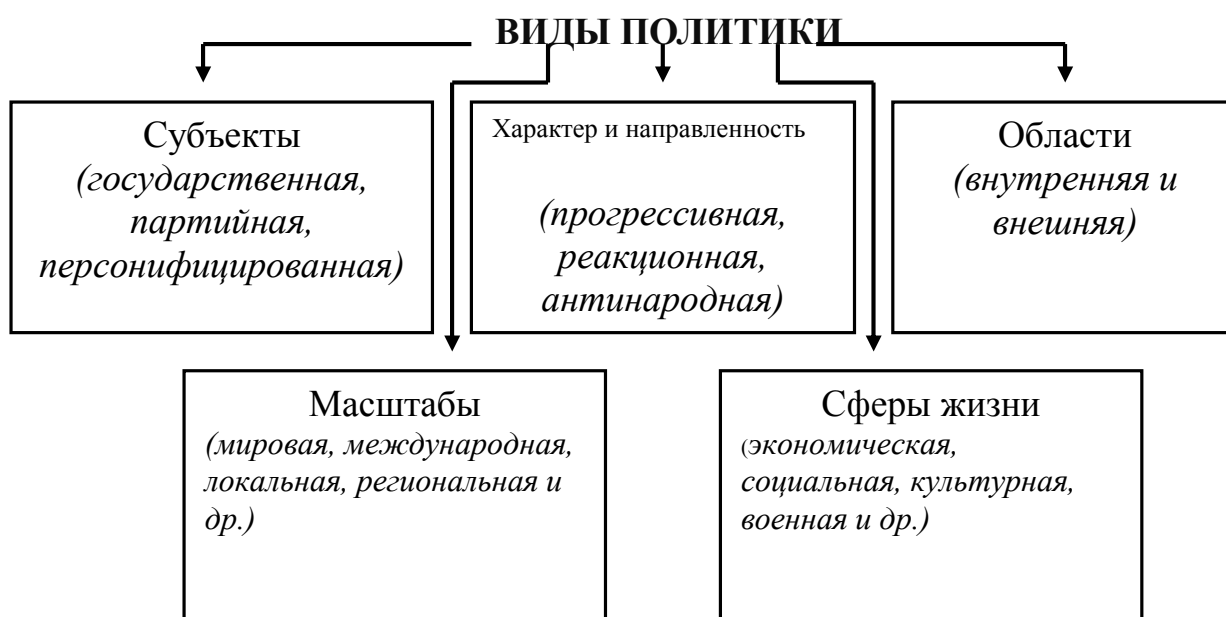 ВИДЫ ПОЛИТИКИ
Субъекты
(государственная,
партийная,
персонифицированная)
Характер и направленность
(прогрессивная,
реакционная,
антинародная)
Области
(внутренняя и
внешняя)
Масштабы
(мировая, международная,
локальная, региональная и
др.)
Сферы жизни
(экономическая,
социальная, культурная,
военная и др.)